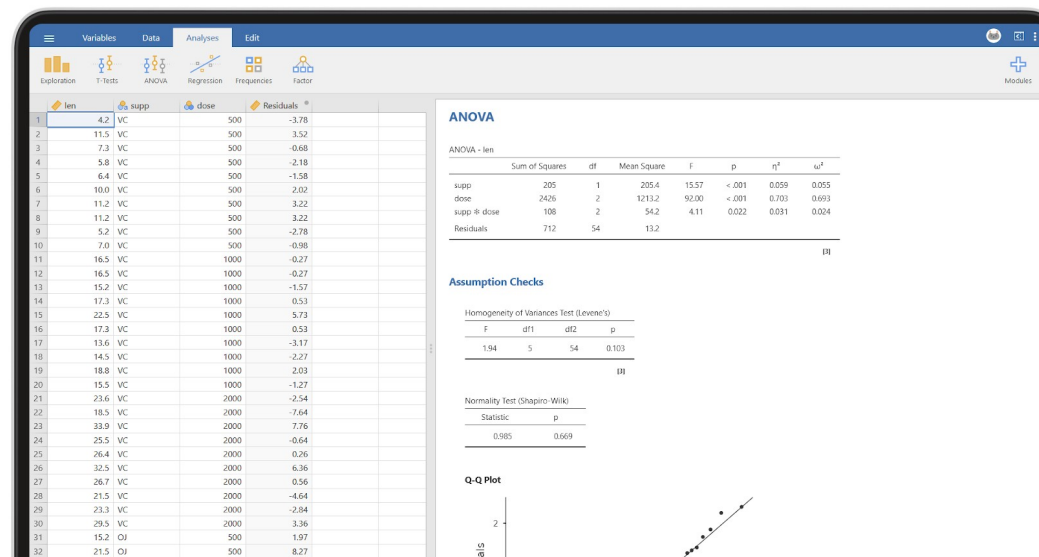 Variables Data Analyses Edit
Exploration T-Tests ANOVA Regression Frequencies Factor Modules
len supp dose Residuals
1 4.2 VC 500 -3.78
2 11.5 VC 500 3.52
3 7.3 VC 500 -0.68
4 5.8 VC 500 -2.18
5 6.4 VC 500 -1.58
6 10.0 VC 500 2.02
7 11.2 VC 500 3.22
8 11.2 VC 500 3.22
9 5.2 VC 500 -2.78
10 7.0 VC 500 -0.98
11 16.5 VC 1000 -0.27
12 16.5 VC 1000 -0.27
13 15.2 VC 1000 -1.57
14 17.3 VC 1000 0.53
15 22.5 VC 1000 5.73
16 17.3 VC 1000 0.53
17 13.6 VC 1000 -3.17
18 14.5 VC 1000 -2.27
19 18.8 VC 1000 2.03
20 15.5 VC 1000 -1.27
21 23.6 VC 2000 -2.54
22 18.5 VC 2000 -7.64
23 33.9 VC 2000 7.76
24 25.5 VC 2000 -0.64
25 26.4 VC 2000 0.26
26 32.5 VC 2000 6.36
27 26.7 VC 2000 0.56
28 21.5 VC 2000 -4.64
29 23.3 VC 2000 -2.84
30 29.5 VC 2000 3.36
31 15.2 OJ 500 1.97
32 21.5 OJ 500 8.27
ANOVA
ANOVA - len
Sum of Squares df Mean Square F p η² ω²
supp 205 1 205.4 15.57 < .001 0.059 0.055
dose 2426 2 1213.2 92.00 < .001 0.703 0.693
supp ✻ dose 108 2 54.2 4.11 0.022 0.031 0.024
Residuals 712 54 13.2
[3]
Assumption Checks
Homogeneity of Variances Test (Levene's)
F df1 df2 p
1.94 5 54 0.103
[3]
Normality Test (Shapiro-Wilk)
Statistic p
0.985 0.669
Q-Q Plot
2